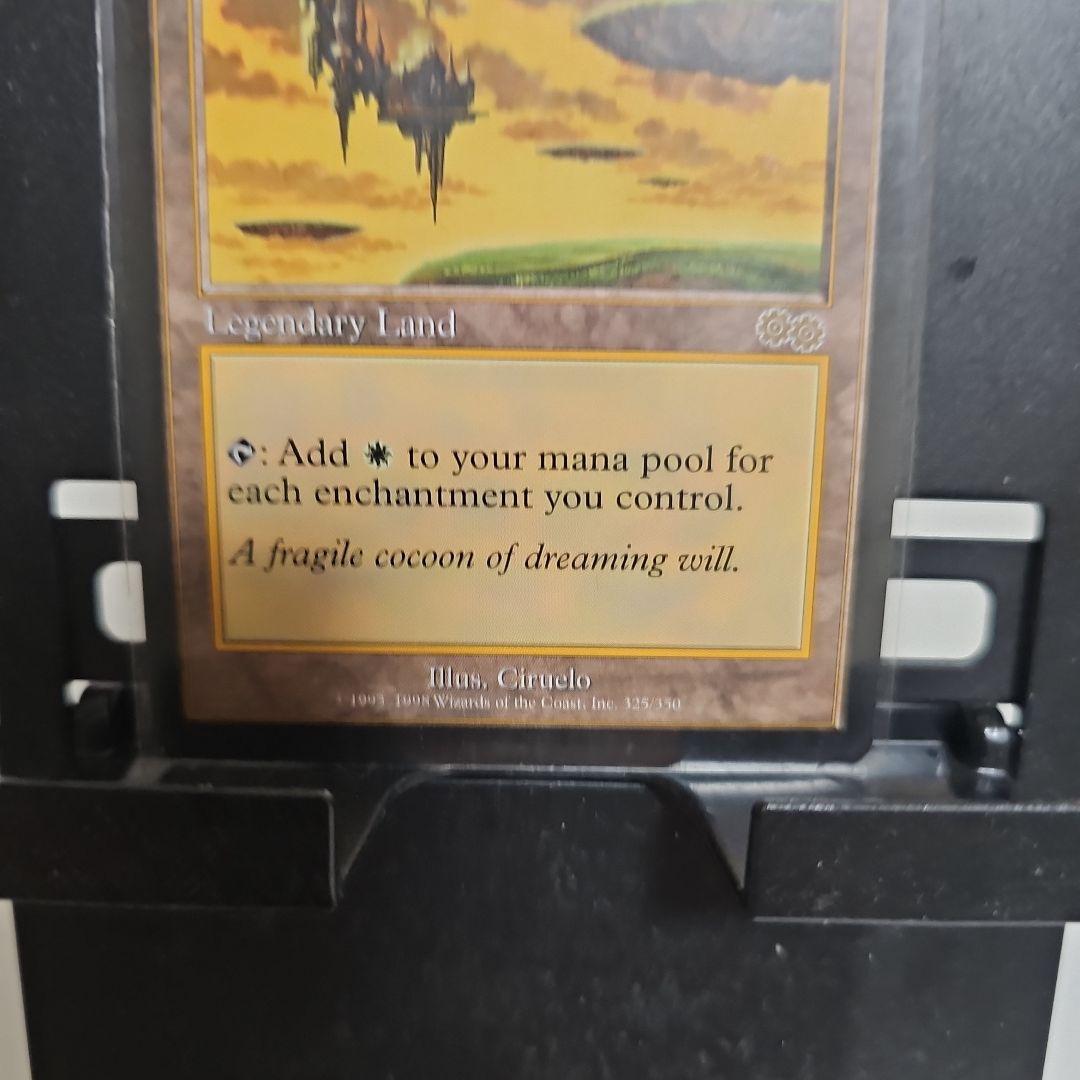 Legendary Land
: Add to your mana pool for
each enchantment you control.
A fragile cocoon of dreaming will.
Illus. Ciruelo
1993-1998 Wizards of the Coast, Inc. 325/350